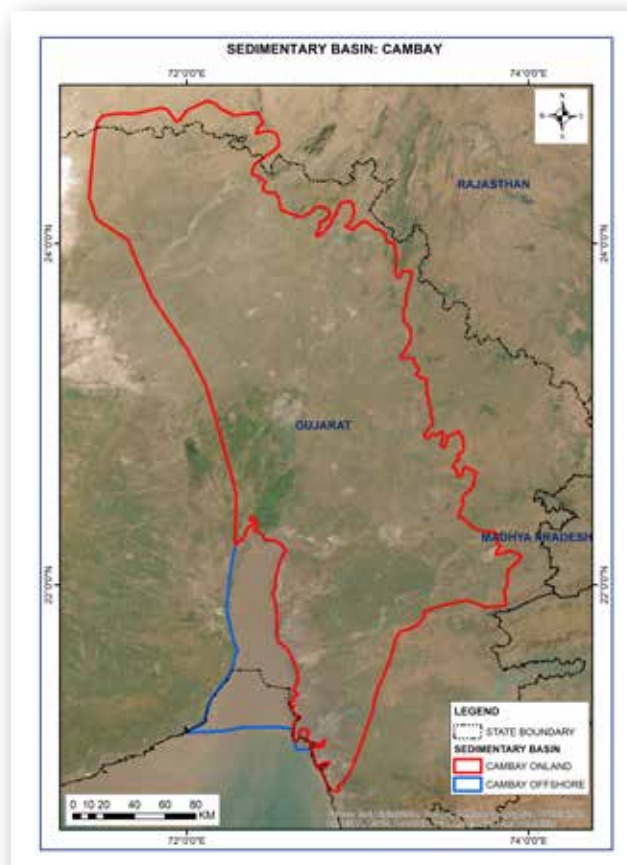 SEDIMENTARY BASIN: CAMBAY
72°0'0"E
74°0'0"E
N
RAJASTHAN
24°0'0"N
24°0'0"N
GUJARAT
MADHYA PRADESH
22°0'0"N
22°0'0"N
LEGEND
STATE BOUNDARY
SEDIMENTARY BASIN
CAMBAY ONLAND
CAMBAY OFFSHORE
0 10 20 40 60 80
KM
72°0'0"E
74°0'0"E